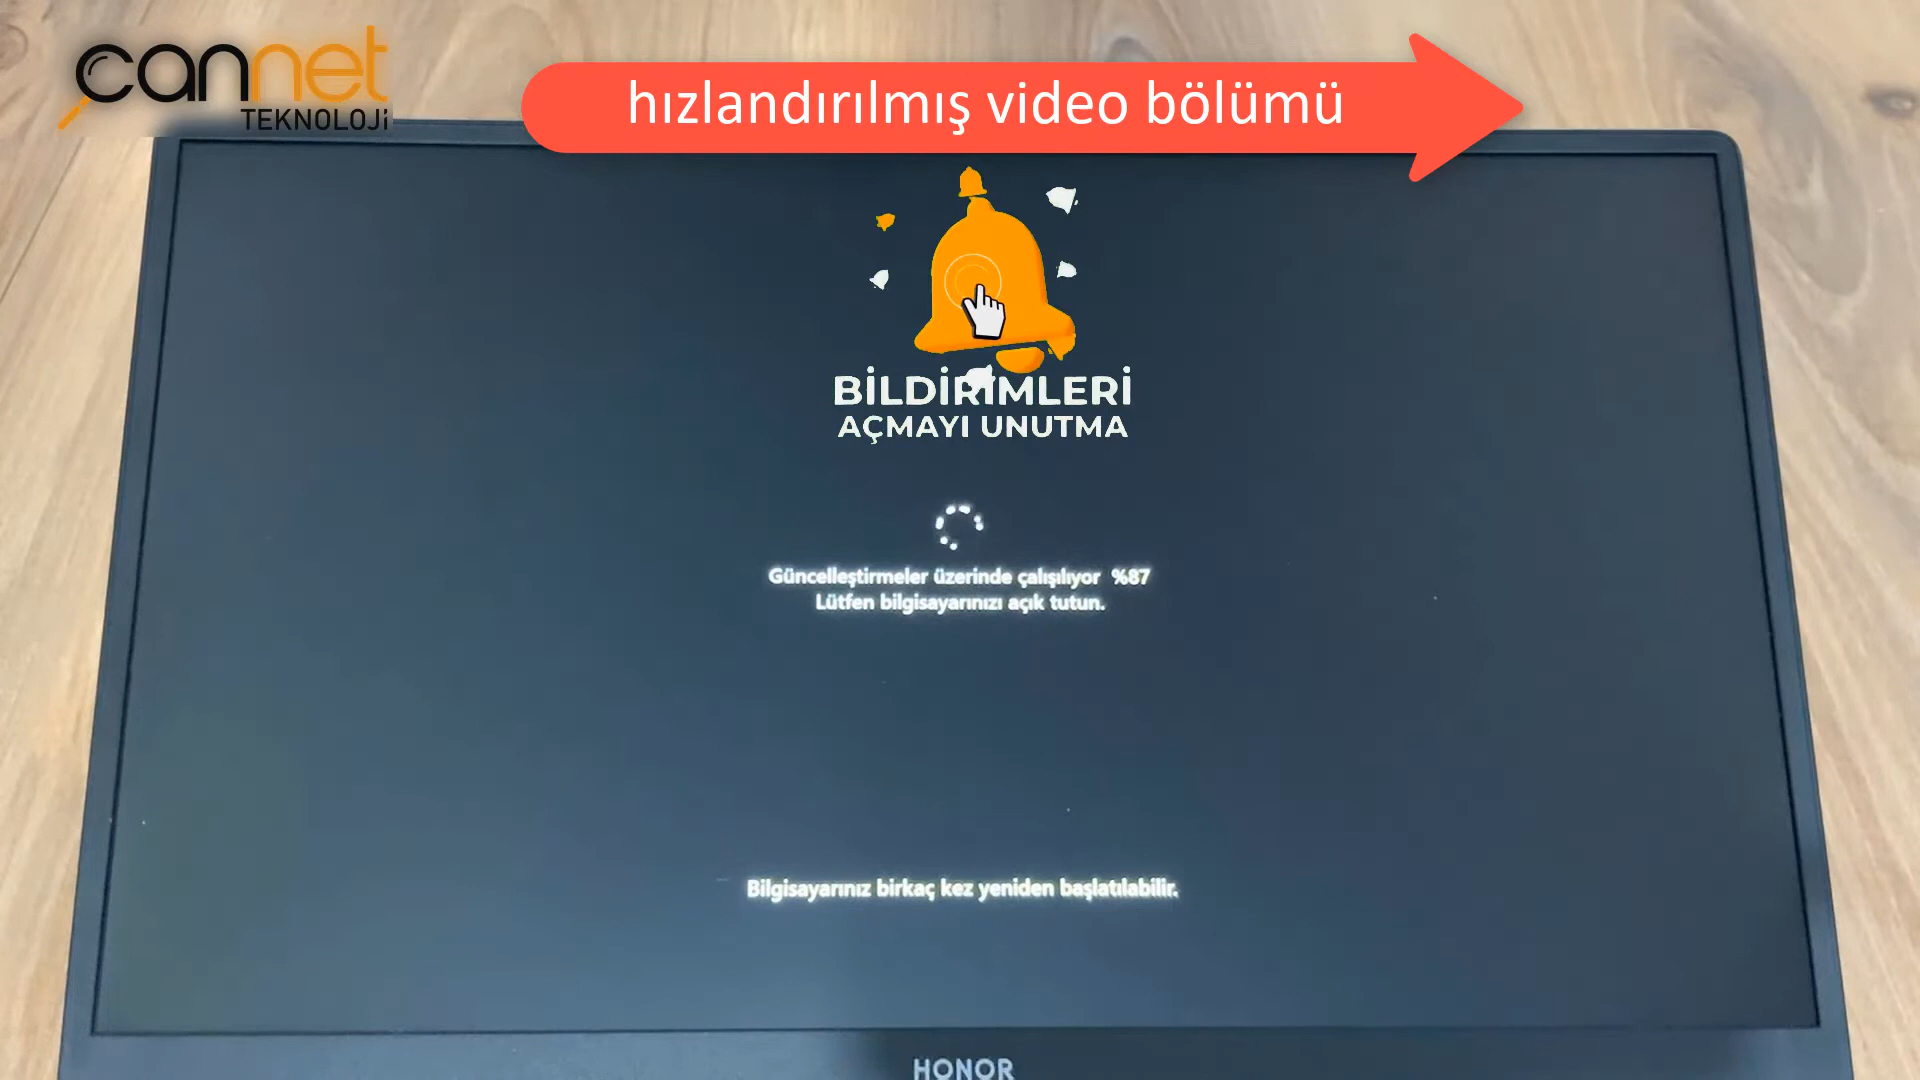 cannet
TEKNOLOJi
hızlandırılmış video bölümü
BİLDİRİMLERİ
AÇMAYI UNUTMA
Güncelleştirmeler üzerinde çalışılıyor %87
Lütfen bilgisayarınızı açık tutun.
Bilgisayarınız birkaç kez yeniden başlatılabilir.
HONOR